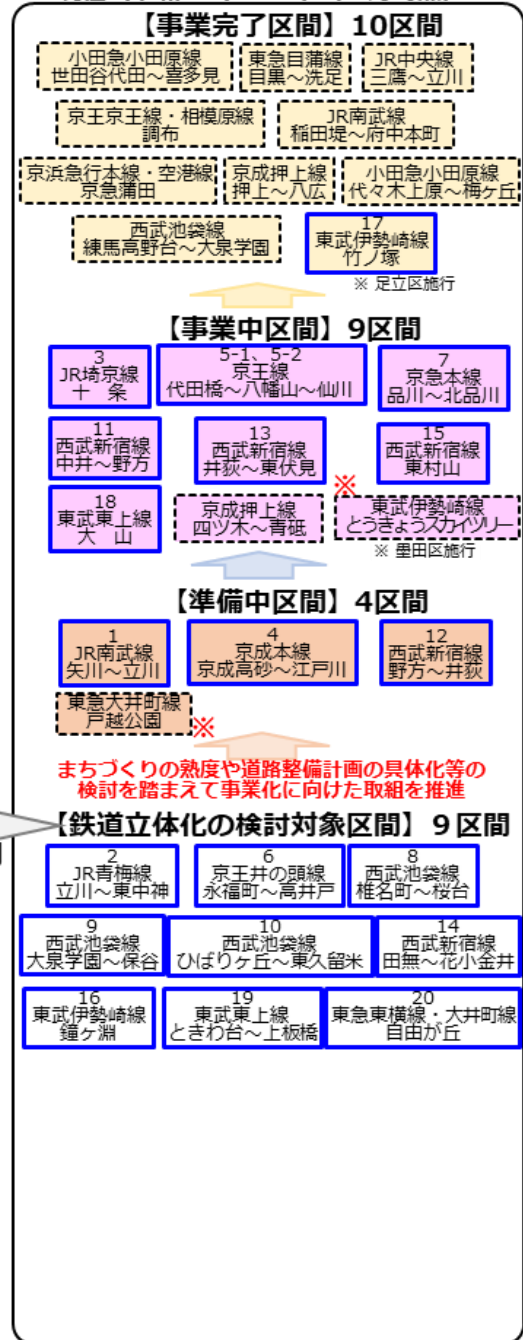 【事業完了区間】10区間
小田急小田原線
世田谷代田～喜多見
東急目蒲線
目黒～洗足
JR中央線
三鷹～立川
京王京王線・相模原線
調布
JR南武線
稲田堤～府中本町
京浜急行本線・空港線
京急蒲田
京成押上線
押上～八広
小田急小田原線
代々木上原～梅ヶ丘
西武池袋線
練馬高野台～大泉学園
17
東武伊勢崎線
竹ノ塚
※ 足立区施行
【事業中区間】9区間
3
JR埼京線
十　条
5-1、5-2
京王線
代田橋～八幡山～仙川
7
京急本線
品川～北品川
11
西武新宿線
中井～野方
13
西武新宿線
井荻～東伏見
15
西武新宿線
東村山
18
東武東上線
大　山
京成押上線
四ツ木～青砥
※
東武伊勢崎線
とうきょうスカイツリー
※ 墨田区施行
【準備中区間】4区間
1
JR南武線
矢川～立川
4
京成本線
京成高砂～江戸川
12
西武新宿線
野方～井荻
東急大井町線
戸越公園
※
まちづくりの熟度や道路整備計画の具体化等の
検討を踏まえて事業化に向けた取組を推進
【鉄道立体化の検討対象区間】９区間
2
JR青梅線
立川～東中神
6
京王井の頭線
永福町～高井戸
8
西武池袋線
椎名町～桜台
9
西武池袋線
大泉学園～保谷
10
西武池袋線
ひばりヶ丘～東久留米
14
西武新宿線
田無～花小金井
16
東武伊勢崎線
鐘ヶ淵
19
東武東上線
ときわ台～上板橋
20
東急東横線・大井町線
自由が丘